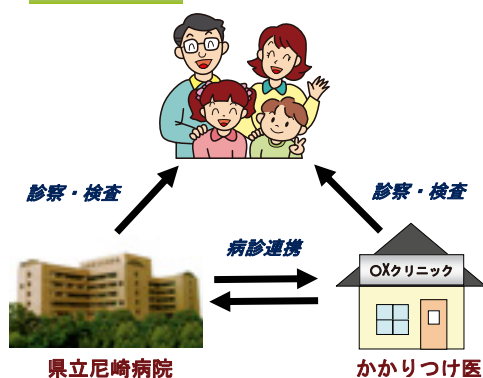 診察・検査
診察・検査
病診連携
○Xクリニック
県立尼崎病院
かかりつけ医